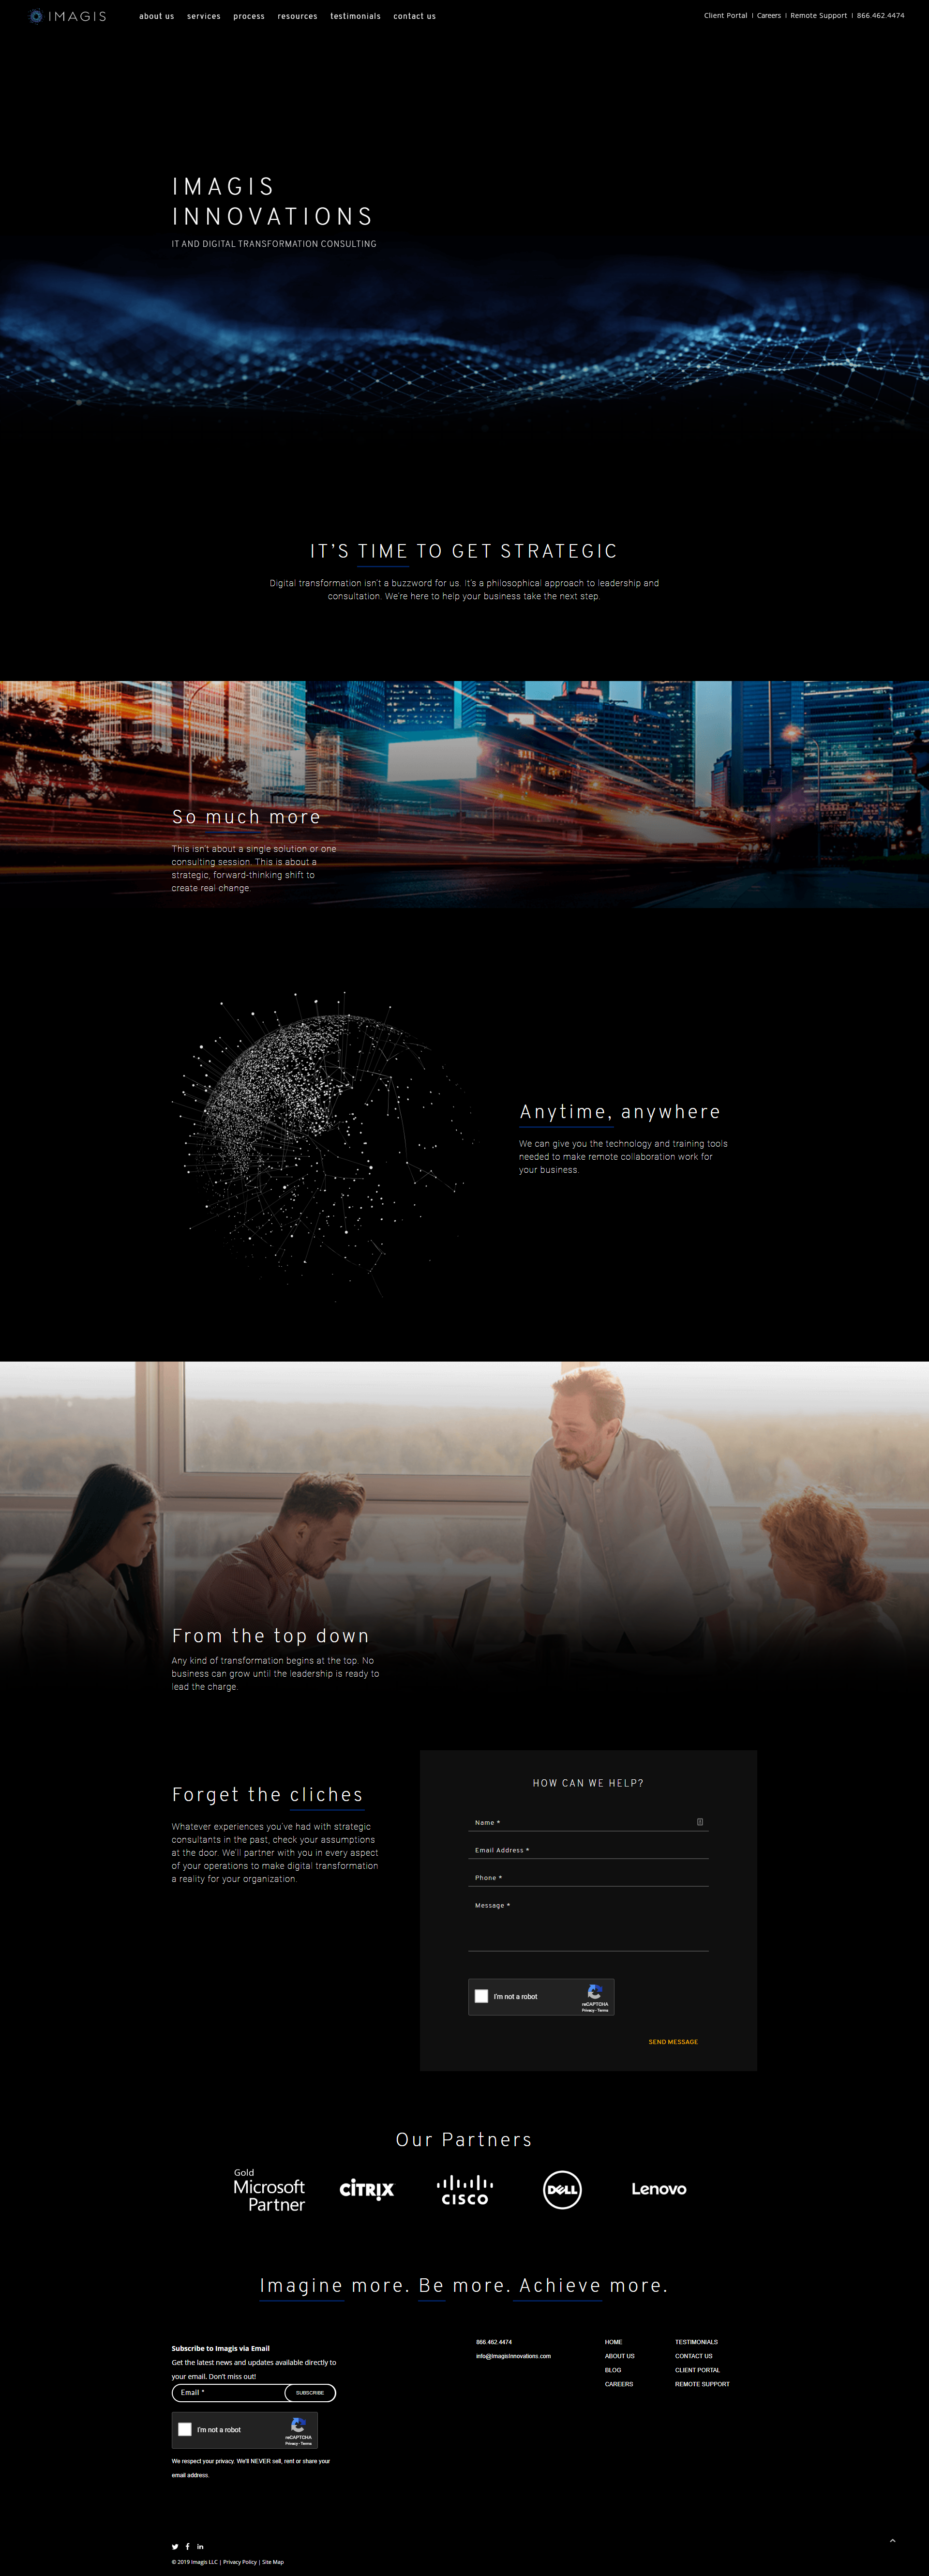 IMAGIS
about us services process resources testimonials contact us
Client Portal | Careers | Remote Support | 866.462.4474
IMAGIS
INNOVATIONS
IT AND DIGITAL TRANSFORMATION CONSULTING
IT’S TIME TO GET STRATEGIC
Digital transformation isn’t a buzzword for us. It’s a philosophical approach to leadership and
consultation. We’re here to help your business take the next step.
So much more
This isn’t about a single solution or one
consulting session. This is about a
strategic, forward-thinking shift to
create real change.
Anytime, anywhere
We can give you the technology and training tools
needed to make remote collaboration work for
your business.
From the top down
Any kind of transformation begins at the top. No
business can grow until the leadership is ready to
lead the charge.
Forget the cliches
Whatever experiences you’ve had with strategic
consultants in the past, check your assumptions
at the door. We’ll partner with you in every aspect
of your operations to make digital transformation
a reality for your organization.
HOW CAN WE HELP?
Name *
Email Address *
Phone *
Message *
I'm not a robot
reCAPTCHA
Privacy - Terms
SEND MESSAGE
Our Partners
Gold
Microsoft
Partner
CITRIX
CISCO
DELL
Lenovo
Imagine more. Be more. Achieve more.
Subscribe to Imagis via Email
Get the latest news and updates available directly to
your email. Don’t miss out!
Email *
SUBSCRIBE
I'm not a robot
reCAPTCHA
Privacy - Terms
We respect your privacy. We’ll NEVER sell, rent or share your
email address.
866.462.4474
info@ImagisInnovations.com
HOME
ABOUT US
BLOG
CAREERS
TESTIMONIALS
CONTACT US
CLIENT PORTAL
REMOTE SUPPORT
© 2019 Imagis LLC | Privacy Policy | Site Map